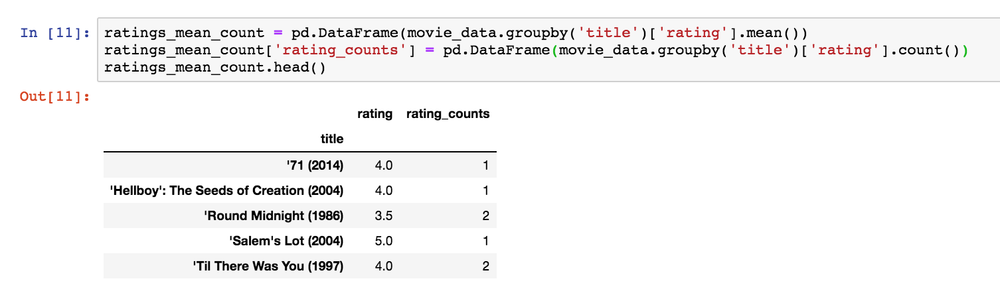 In [11]: ratings_mean_count = pd.DataFrame(movie_data.groupby('title')['rating'].mean())
ratings_mean_count['rating_counts'] = pd.DataFrame(movie_data.groupby('title')['rating'].count())
ratings_mean_count.head()
Out[11]:
rating rating_counts
title
'71 (2014) 4.0 1
'Hellboy': The Seeds of Creation (2004) 4.0 1
'Round Midnight (1986) 3.5 2
'Salem's Lot (2004) 5.0 1
'Til There Was You (1997) 4.0 2